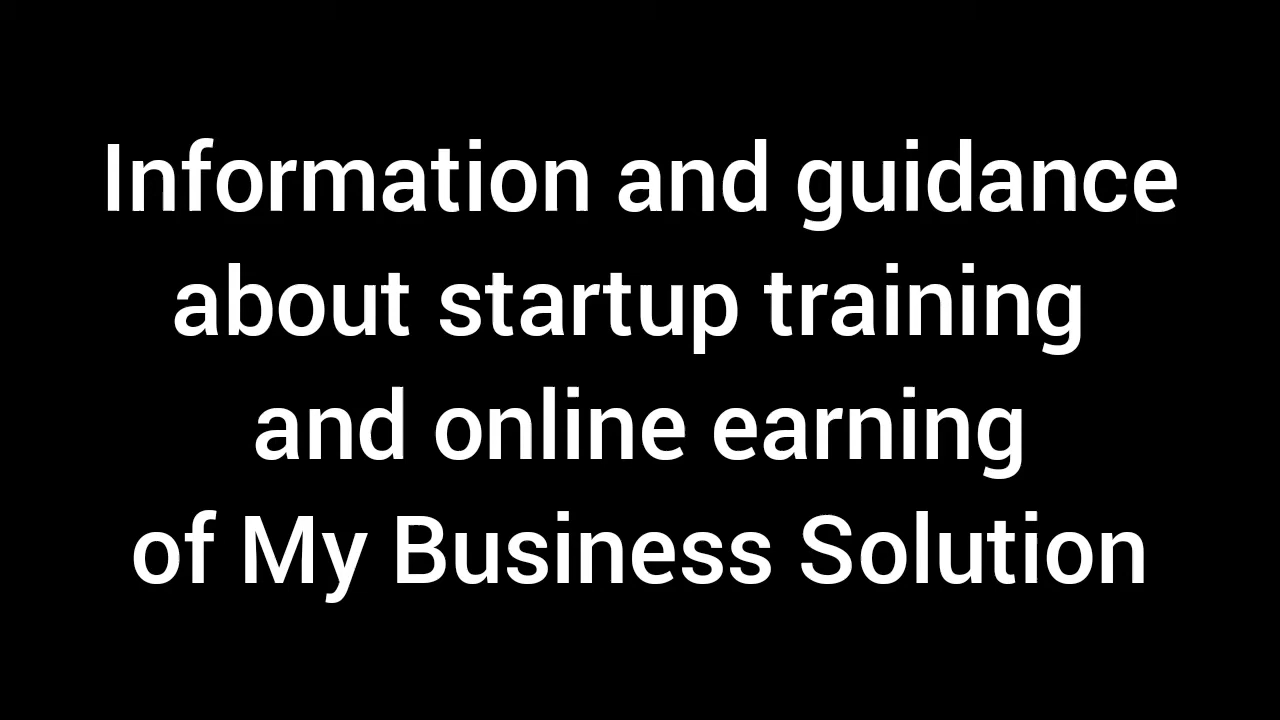 Information and guidance
about startup training
and online earning
of My Business Solution